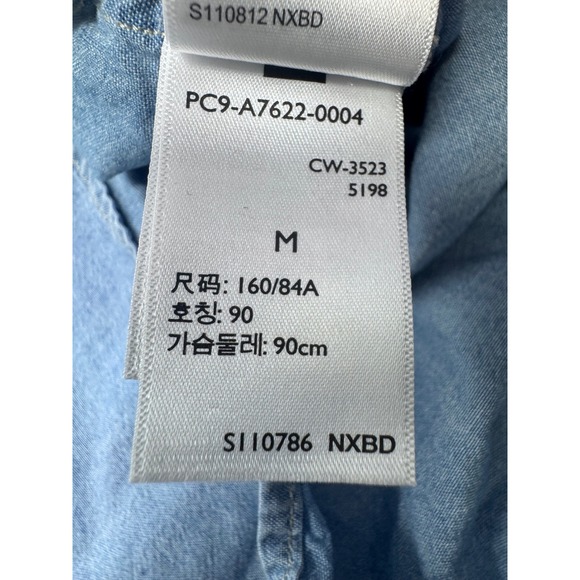 S110812 NXBD
PC9-A7622-0004
CW-3523
5198
M
尺码: 160/84A
호칭: 90
가슴둘레: 90cm
S110786 NXBD